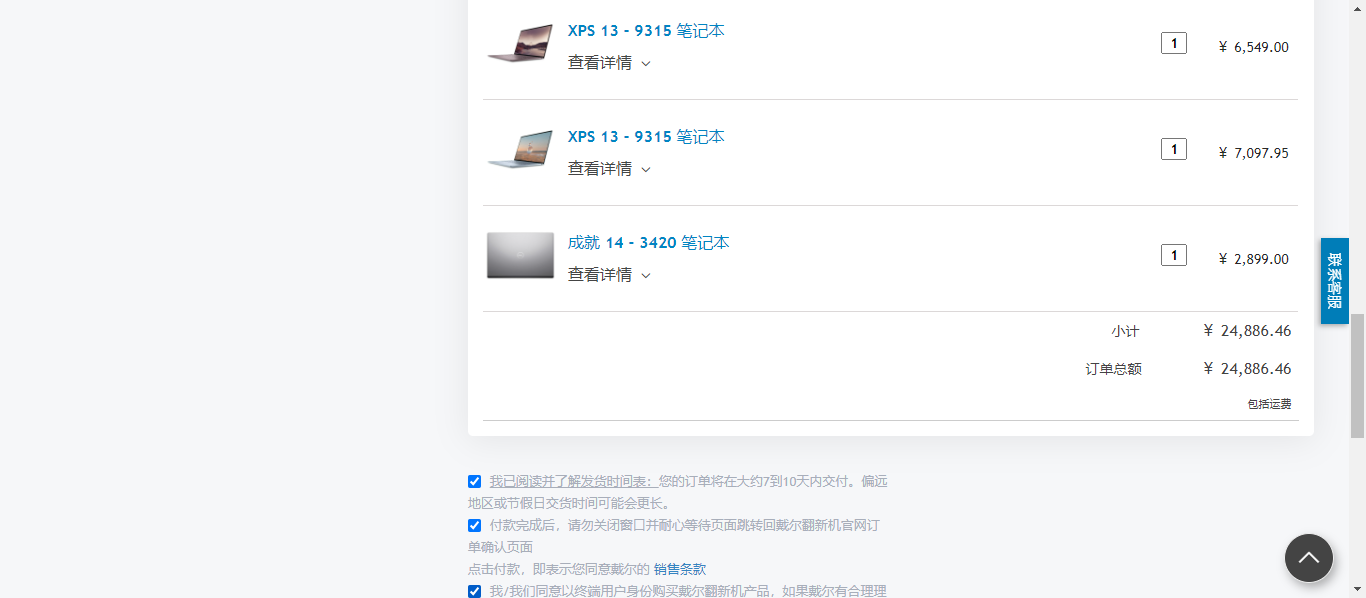 XPS 13 - 9315 笔记本
查看详情
1
¥ 6,549.00
XPS 13 - 9315 笔记本
查看详情
1
¥ 7,097.95
成就 14 - 3420 笔记本
查看详情
1
¥ 2,899.00
联系客服
小计
¥ 24,886.46
订单总额
¥ 24,886.46
包括运费
我已阅读并了解发货时间表：您的订单将在大约7到10天内交付。偏远
地区或节假日交货时间可能会更长。
付款完成后，请勿关闭窗口并耐心等待页面跳转回戴尔翻新机官网订
单确认页面
点击付款，即表示您同意戴尔的 销售条款
我/我们同意以终端用户身份购买戴尔翻新机产品，如果戴尔有合理理